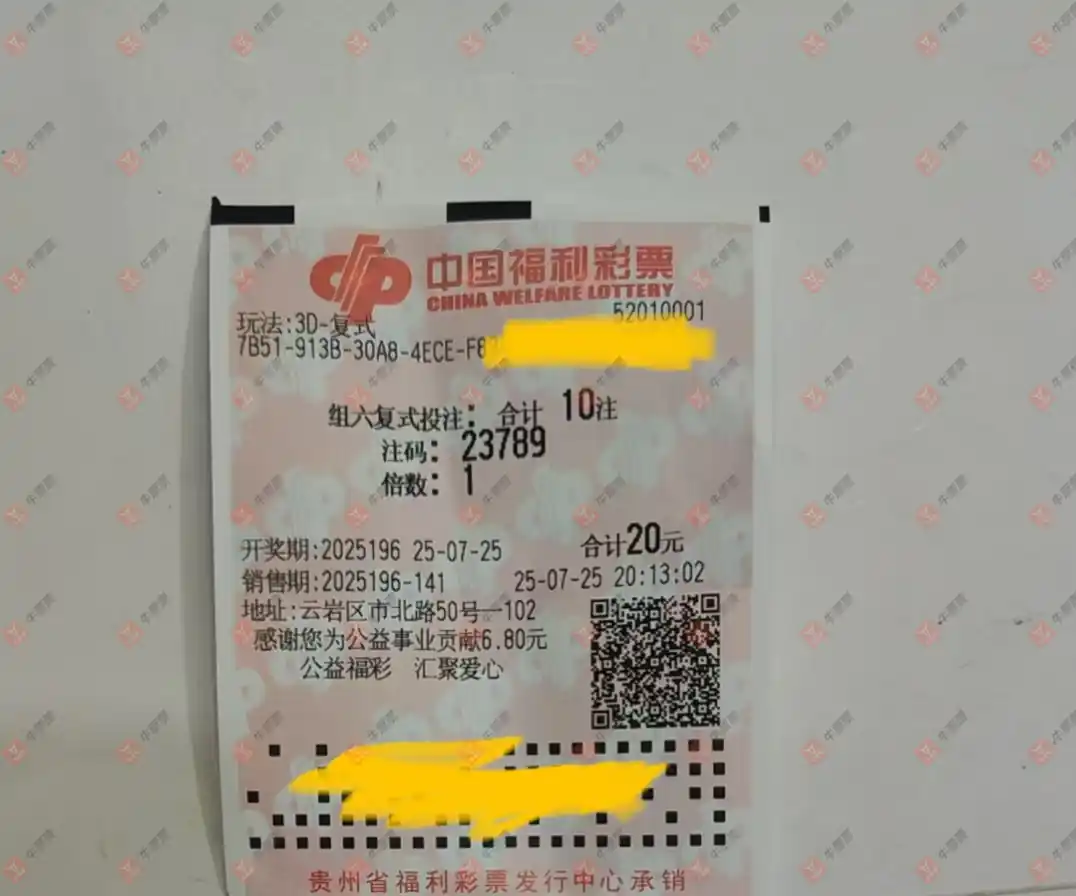 中国福利彩票
CHINA WELFARE LOTTERY
52010001
玩法:3D-复式
7B51-913B-30A8-4ECE-F8
组六复式投注: 合计 10注
注码: 23789
倍数: 1
合计20元
开奖期:2025196 25-07-25
销售期:2025196-141 25-07-25 20:13:02
地址:云岩区市北路50号一102
感谢您为公益事业贡献6.80元
公益福彩 汇聚爱心
贵州省福利彩票发行中心承销